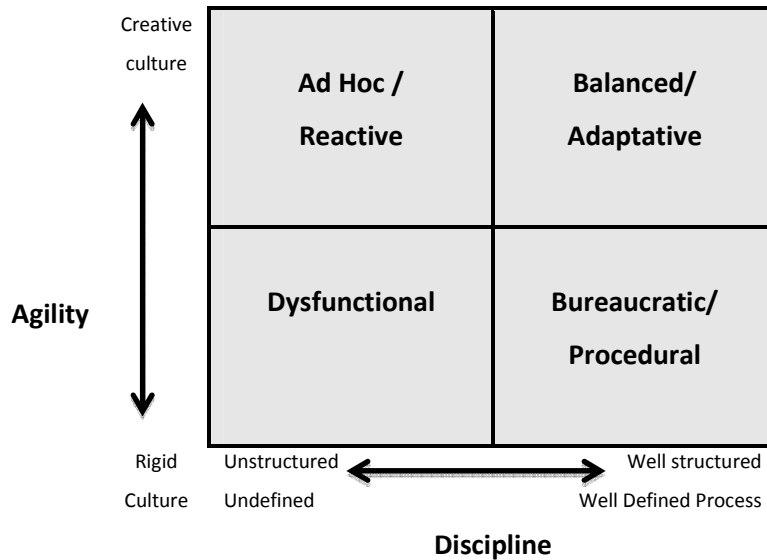 Creative
culture
Ad Hoc /
Reactive
Balanced/
Adaptative
Agility
Dysfunctional
Bureaucratic/
Procedural
Rigid
Culture
Unstructured
Undefined
Well structured
Well Defined Process
Discipline